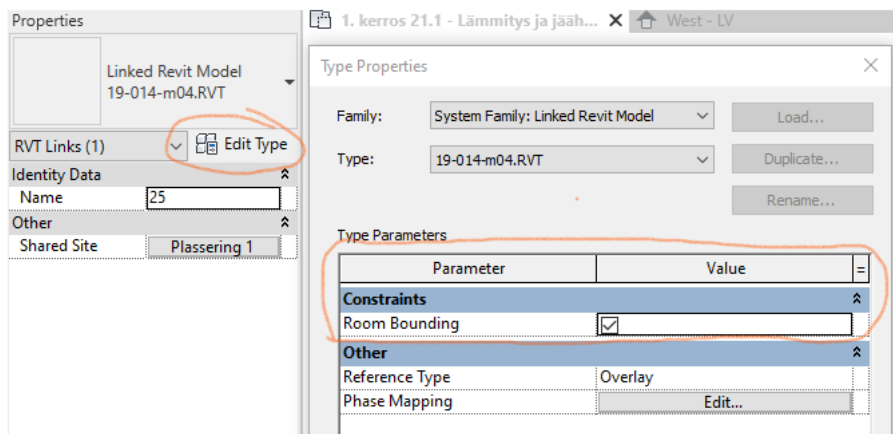 Properties
Linked Revit Model
19-014-m04.RVT
RVT Links (1)
Edit Type
Identity Data
Name 25
Other
Shared Site Plassering 1
1. kerros 21.1 - Lämmitys ja jääh... X West - LV
Type Properties
Family: System Family: Linked Revit Model Load...
Type: 19-014-m04.RVT Duplicate...
Rename...
Type Parameters
Parameter Value =
Constraints
Room Bounding
Other
Reference Type Overlay
Phase Mapping Edit...